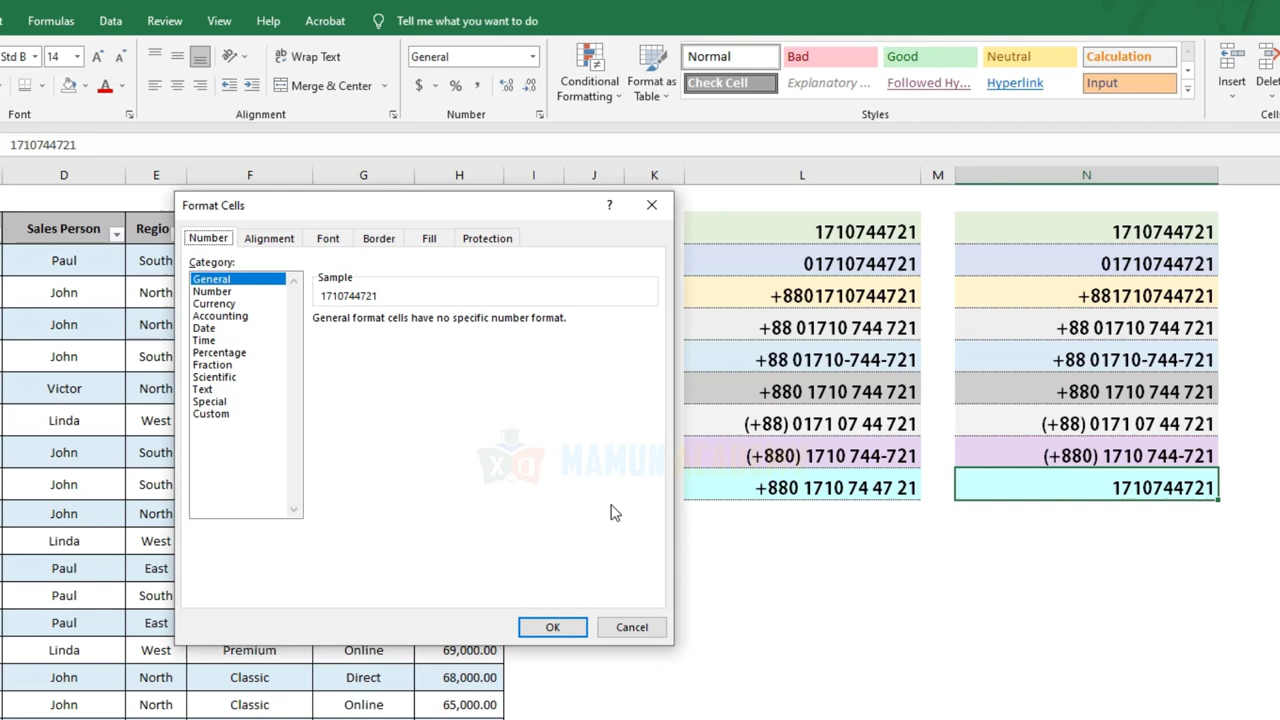 Formulas Data Review View Help Acrobat Tell me what you want to do
Std B 14 A A Wrap Text General Normal Bad Good Neutral Calculation
Conditional Formatting Format as Table Insert
A Merge & Center $ % , Check Cell Explanatory ... Followed Hy... Hyperlink Input
Font Alignment Number Styles
1710744721
D E F G H I J K L M N
Format Cells ?
Sales Person Regio
Number Alignment Font Border Fill Protection
Category:
General
Number
Currency
Accounting
Date
Time
Percentage
Fraction
Scientific
Text
Special
Custom
Sample
1710744721
General format cells have no specific number format.
OK Cancel
Paul South
John North
John North
John South
Victor North
Linda West
John South
John South
John North
Linda West
Paul East
Paul South
Paul East
Linda West Premium Online 69,000.00
John North Classic Direct 68,000.00
John North Classic Online 65,000.00
1710744721 1710744721
01710744721 01710744721
+8801710744721 +881710744721
+88 01710 744 721 +88 01710 744 721
+88 01710-744-721 +88 01710-744-721
+880 1710 744 721 +880 1710 744 721
(+88) 0171 07 44 721 (+88) 0171 07 44 721
(+880) 1710 744-721 (+880) 1710 744-721
+880 1710 74 47 21 1710744721